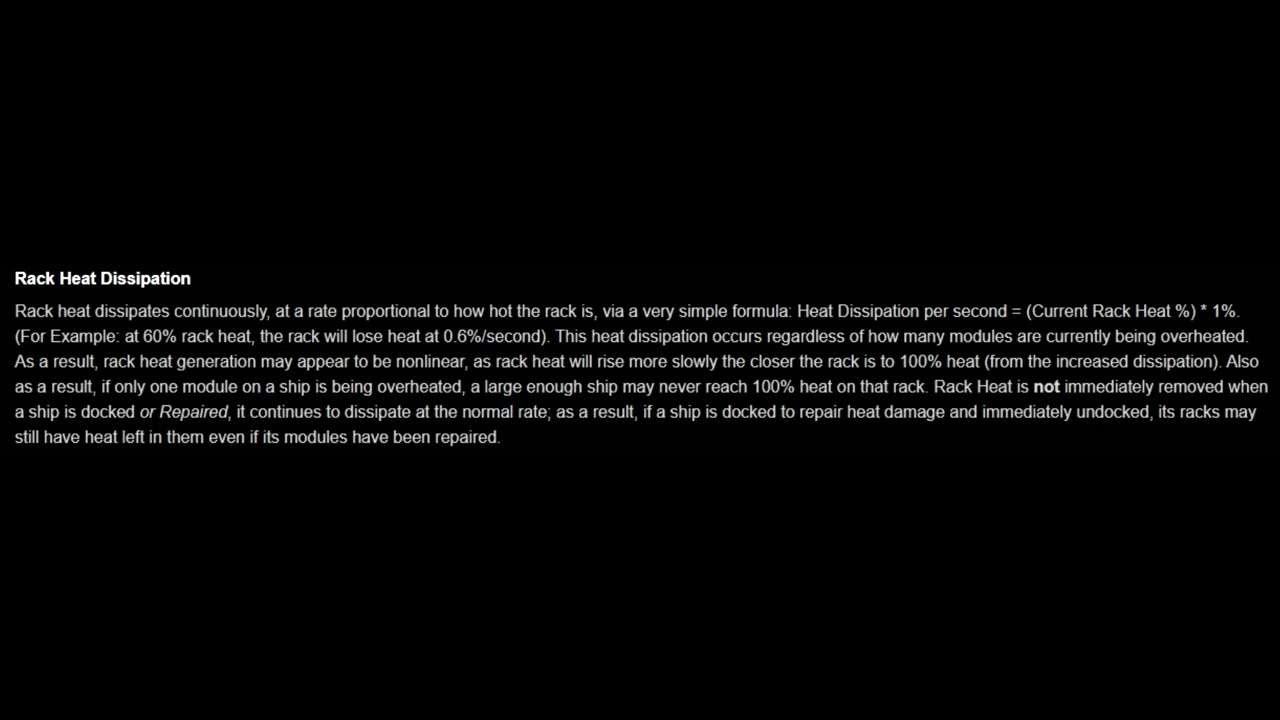 Rack Heat Dissipation
Rack heat dissipates continuously, at a rate proportional to how hot the rack is, via a very simple formula: Heat Dissipation per second = (Current Rack Heat %) * 1%.
(For Example: at 60% rack heat, the rack will lose heat at 0.6%/second). This heat dissipation occurs regardless of how many modules are currently being overheated.
As a result, rack heat generation may appear to be nonlinear, as rack heat will rise more slowly the closer the rack is to 100% heat (from the increased dissipation). Also
as a result, if only one module on a ship is being overheated, a large enough ship may never reach 100% heat on that rack. Rack Heat is not immediately removed when
a ship is docked or Repaired, it continues to dissipate at the normal rate; as a result, if a ship is docked to repair heat damage and immediately undocked, its racks may
still have heat left in them even if its modules have been repaired.